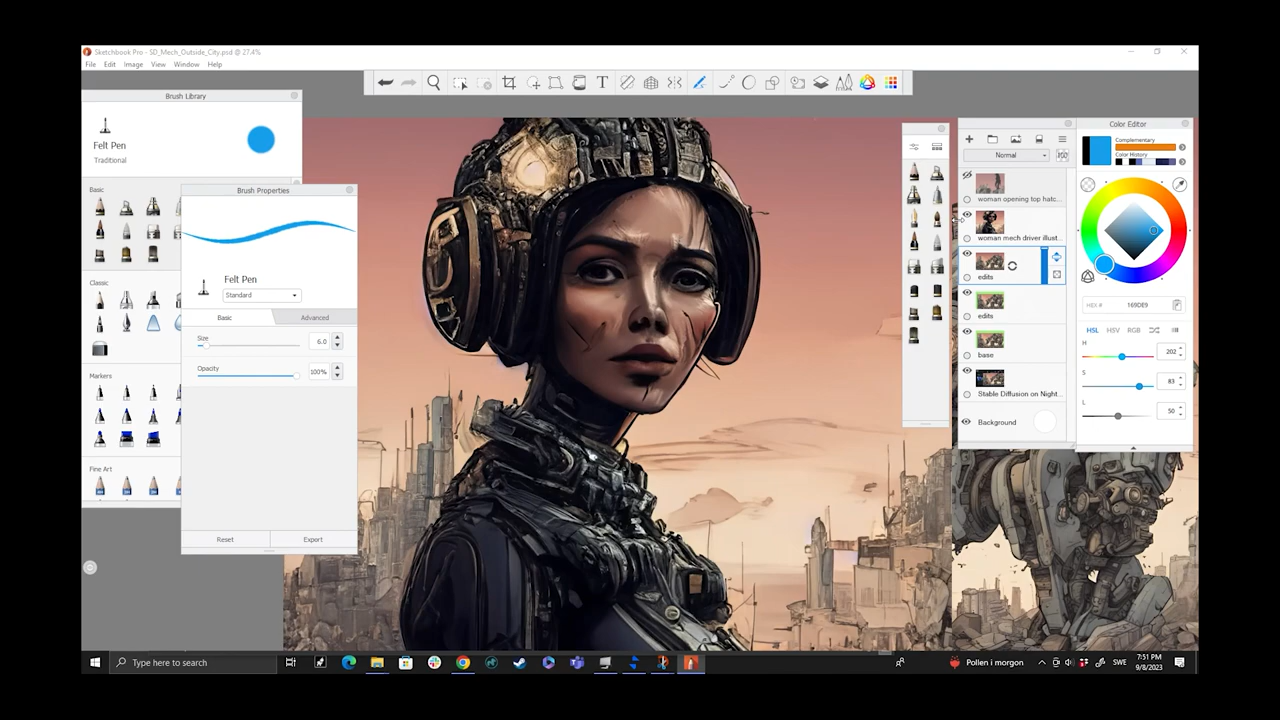 Sketchbook Pro - SD_Mech_Outside_City.psd @ 27.4%
File Edit Image View Window Help
Brush Library
Felt Pen
Traditional
Basic
Classic
Markers
Fine Art
Brush Properties
Felt Pen
Standard
Basic Advanced
Size
6.0
Opacity
100%
Reset Export
Normal
woman opening top hatc...
woman mech driver illust...
edits
edits
base
Stable Diffusion on Night...
Background
Color Editor
Complementary
Color History
HEX # 169DE9
HSL HSV RGB
H
202
S
83
L
50
Type here to search
Pollen i morgon
SWE
7:51 PM
9/8/2023